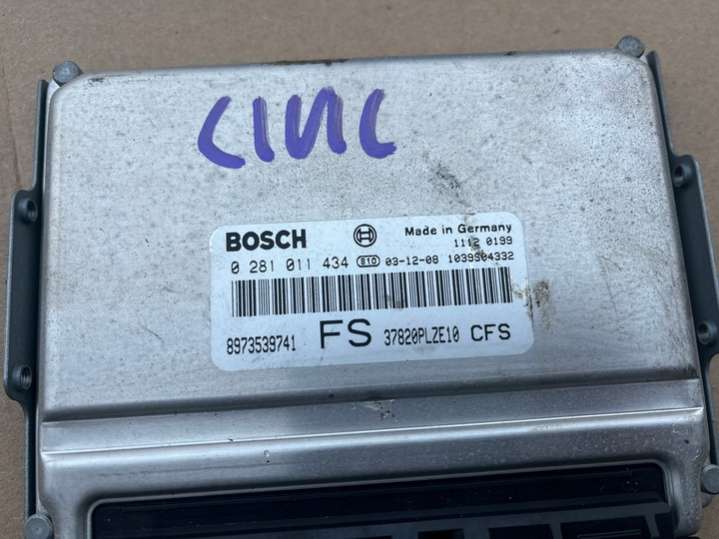 CIVIC
BOSCH Made in Germany
1112 0199
0 281 011 434 810 03-12-08 1039S04332
8973539741 FS 37820PLZE10 CFS